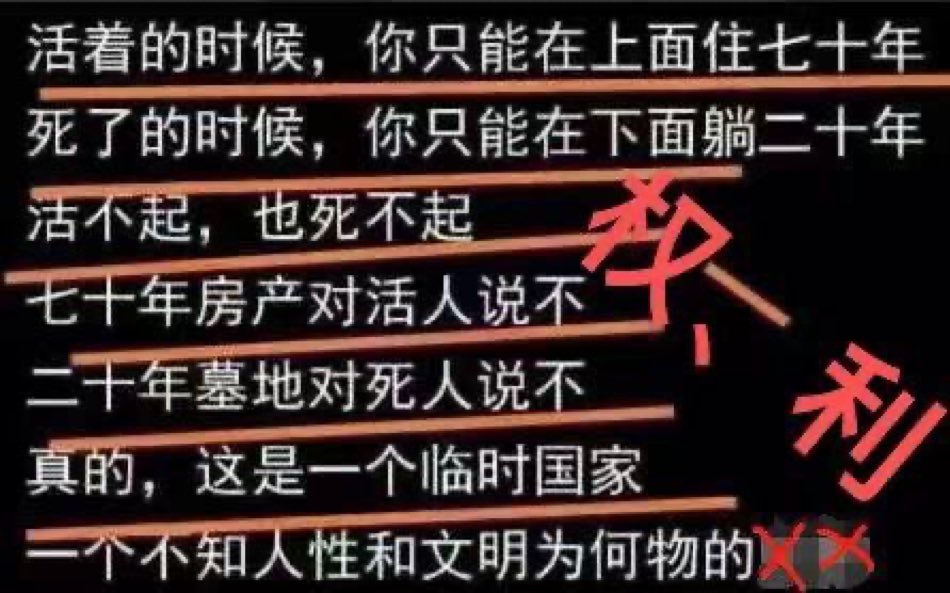 活着的时候，你只能在上面住七十年
死了的时候，你只能在下面躺二十年
活不起，也死不起
七十年房产对活人说不
二十年墓地对死人说不
真的，这是一个临时国家
一个不知人性和文明为何物的
权、利